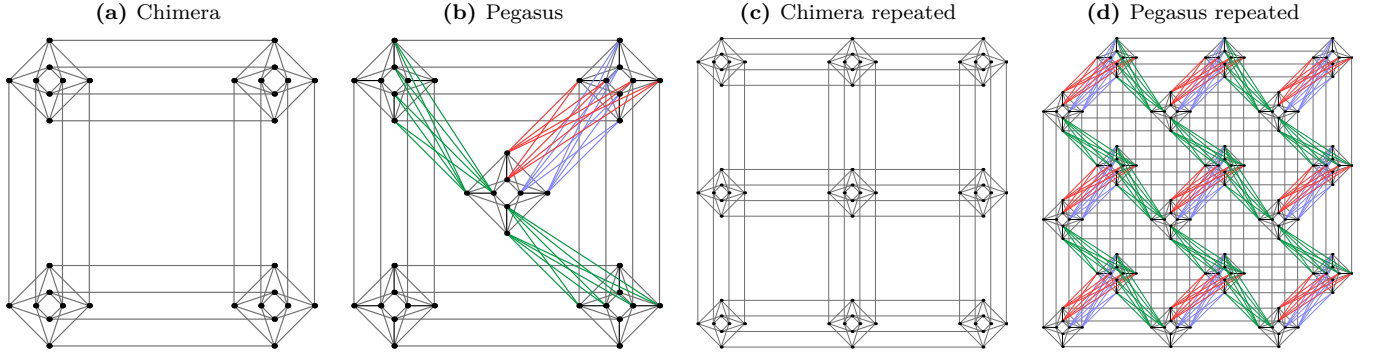 (a) Chimera
(b) Pegasus
(c) Chimera repeated
(d) Pegasus repeated